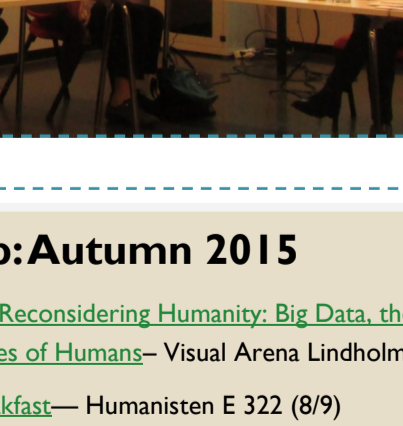 o: Autumn 2015
Reconsidering Humanity: Big Data, th
es of Humans– Visual Arena Lindholm
kfast— Humanisten E 322 (8/9)